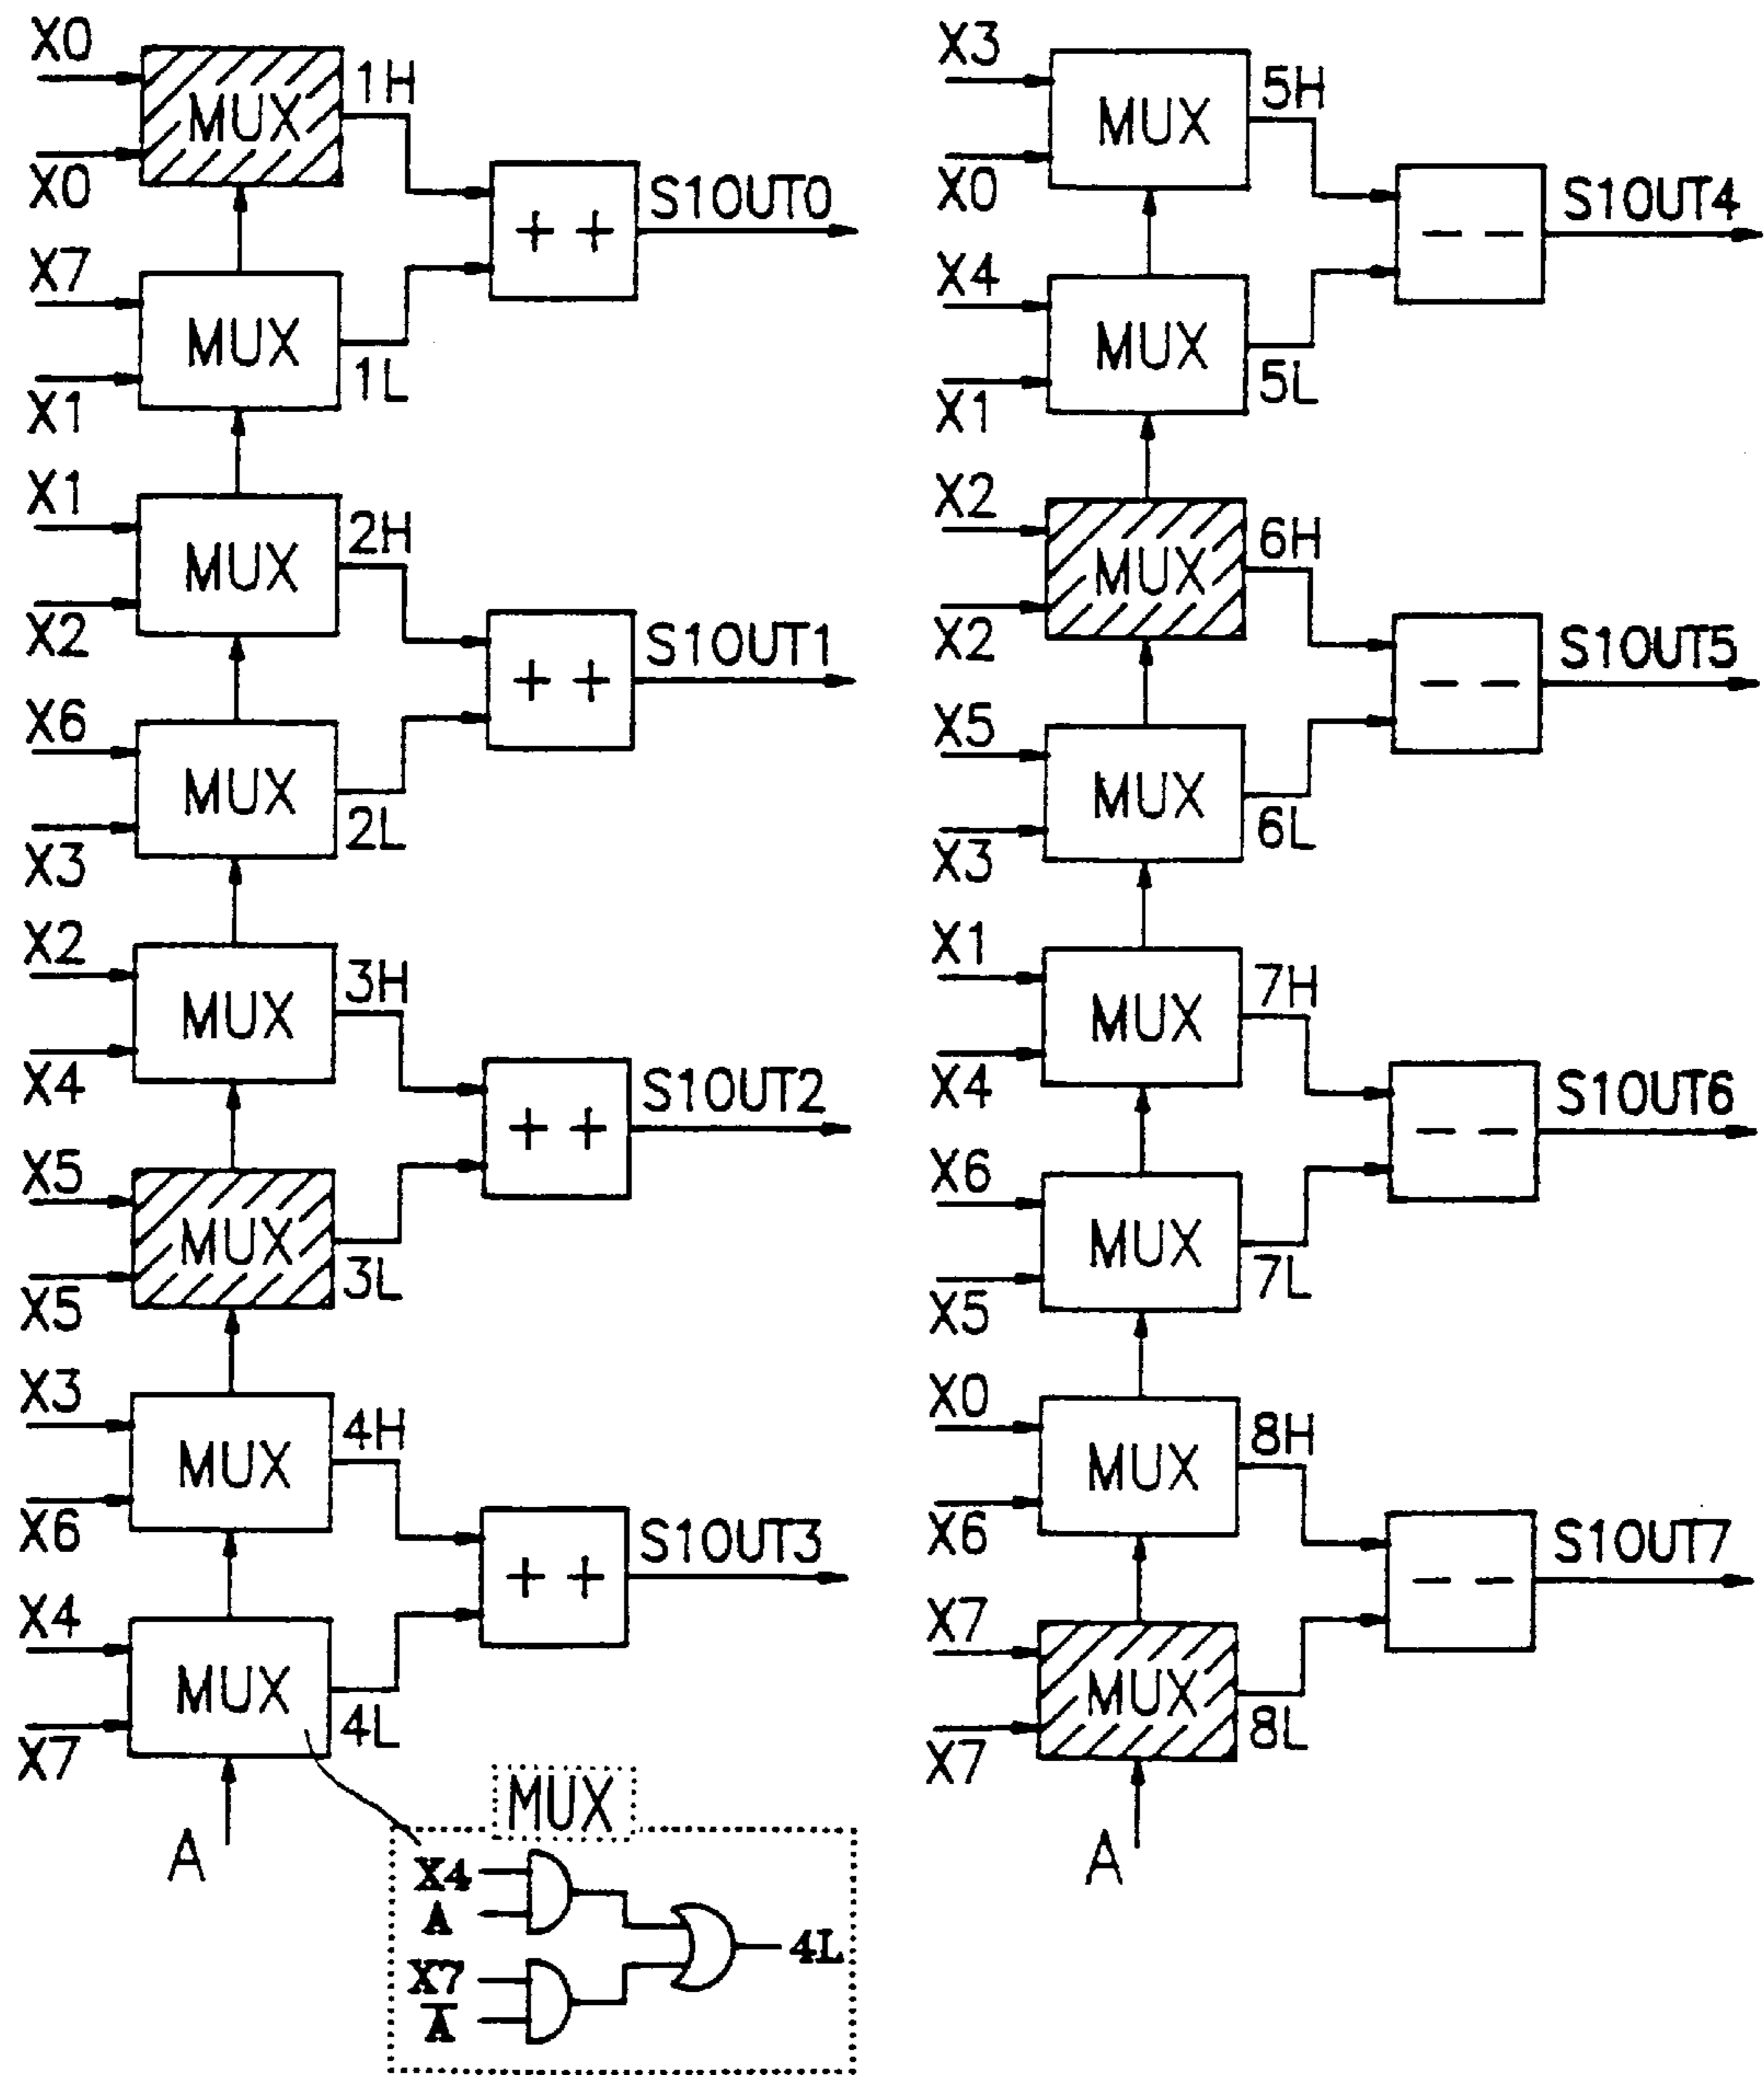 X0
MUX
1H
X0
X7
MUX
1L
X1
+ +
S1OUT0
X1
MUX
2H
X2
X6
MUX
2L
X3
+ +
S1OUT1
X2
MUX
3H
X4
X5
MUX
3L
X5
+ +
S1OUT2
X3
MUX
4H
X6
X4
MUX
4L
X7
+ +
S1OUT3
A
MUX
X4
A
X7
A̅
4L
X3
MUX
5H
X0
X4
MUX
5L
X1
− −
S1OUT4
X2
MUX
6H
X2
X5
MUX
6L
X3
− −
S1OUT5
X1
MUX
7H
X4
X6
MUX
7L
X5
− −
S1OUT6
X0
MUX
8H
X6
X7
MUX
8L
X7
− −
S1OUT7
A